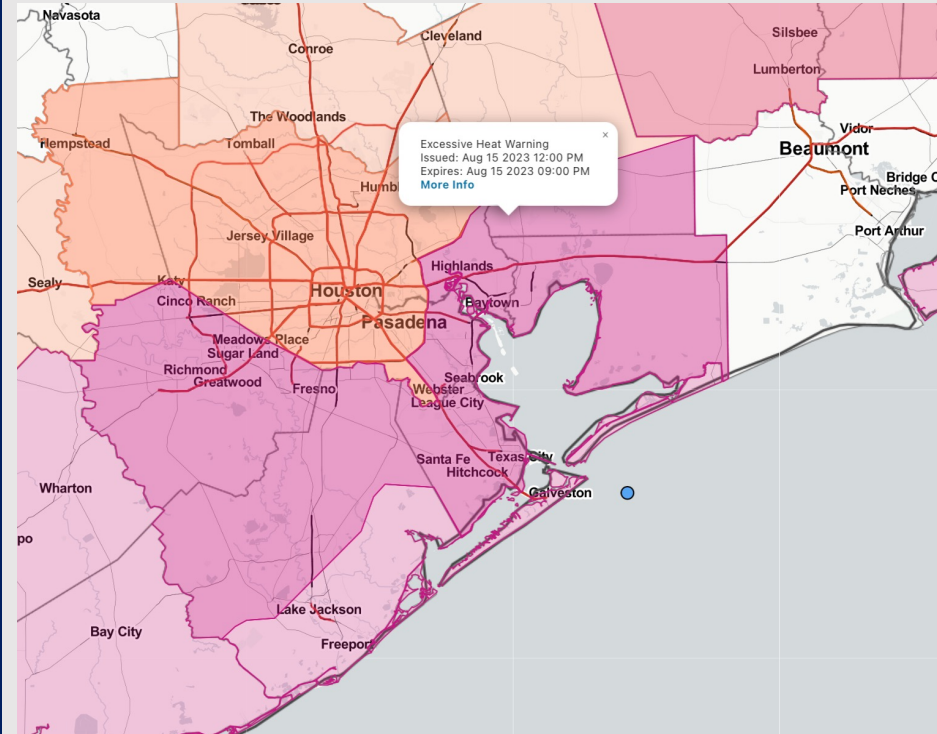 Navasota
Conroe
Cleveland
Silsbee
Lumberton
The Woodlands
Hempstead
Tomball
Vidor
Beaumont
×
Excessive Heat Warning
Issued: Aug 15 2023 12:00 PM
Expires: Aug 15 2023 09:00 PM
More Info
Humbl
Bridge C
Port Neches
Port Arthur
Jersey Village
Highlands
Sealy
Katy
Houston
Cinco Ranch
Baytown
Pasadena
Meadows Place
Sugar Land
Richmond
Greatwood
Fresno
Seabrook
Webster
League City
Santa Fe
Texas City
Hitchcock
Wharton
Galveston
po
Lake Jackson
Bay City
Freeport